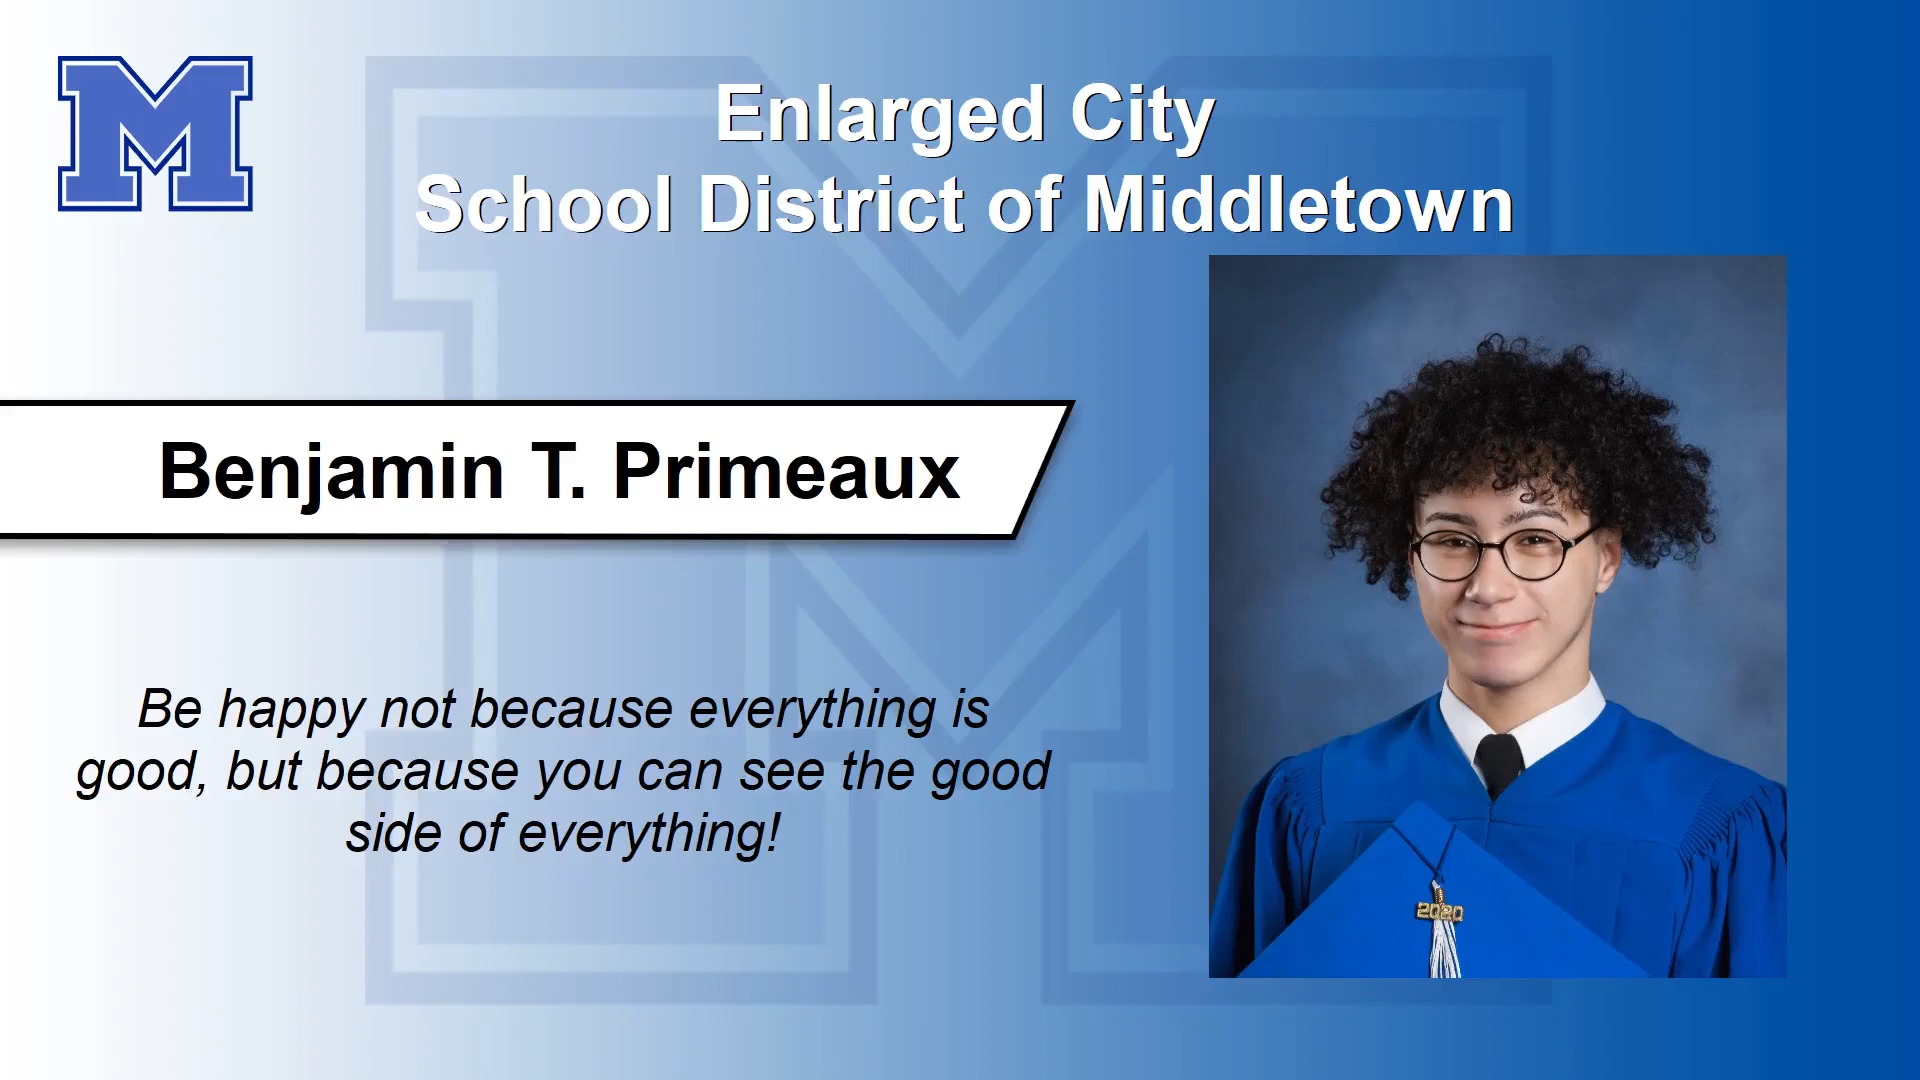 M
Enlarged City
School District of Middletown
Benjamin T. Primeaux
Be happy not because everything is
good, but because you can see the good
side of everything!
2020